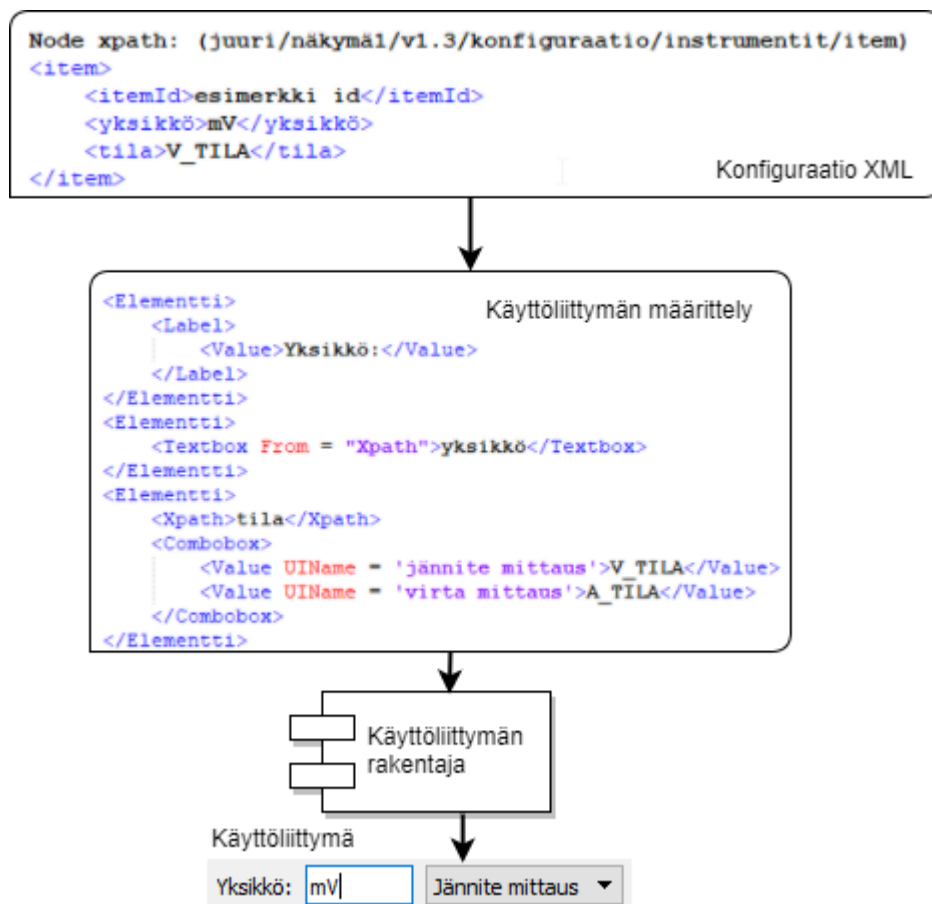 Node xpath: (juuri/näkymä1/v1.3/konfiguraatio/instrumentit/item)
<item>
<itemId>esimerkki id</itemId>
<yksikkö>mV</yksikkö>
<tila>V_TILA</tila>
</item>
Konfiguraatio XML
Käyttöliittymän määrittely
<Elementti>
<Label>
<Value>Yksikkö:</Value>
</Label>
</Elementti>
<Elementti>
<Textbox From = "Xpath">yksikkö</Textbox>
</Elementti>
<Elementti>
<Xpath>tila</Xpath>
<Combobox>
<Value UIName = 'jännite mittaus'>V_TILA</Value>
<Value UIName = 'virta mittaus'>A_TILA</Value>
</Combobox>
</Elementti>
Käyttöliittymän
rakentaja
Käyttöliittymä
Yksikkö: mV Jännite mittaus